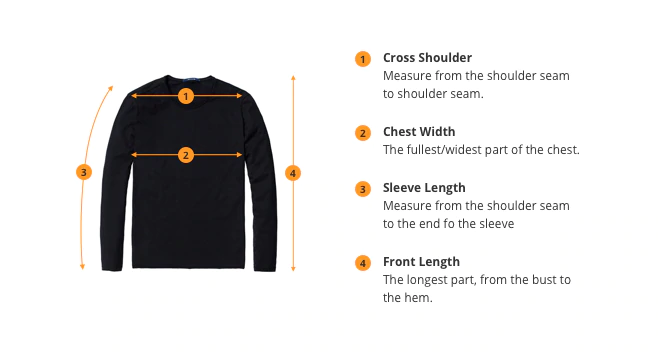 1 Cross Shoulder
Measure from the shoulder seam
to shoulder seam.
2 Chest Width
The fullest/widest part of the chest.
3 Sleeve Length
Measure from the shoulder seam
to the end fo the sleeve
4 Front Length
The longest part, from the bust to
the hem.
1
2
3
4